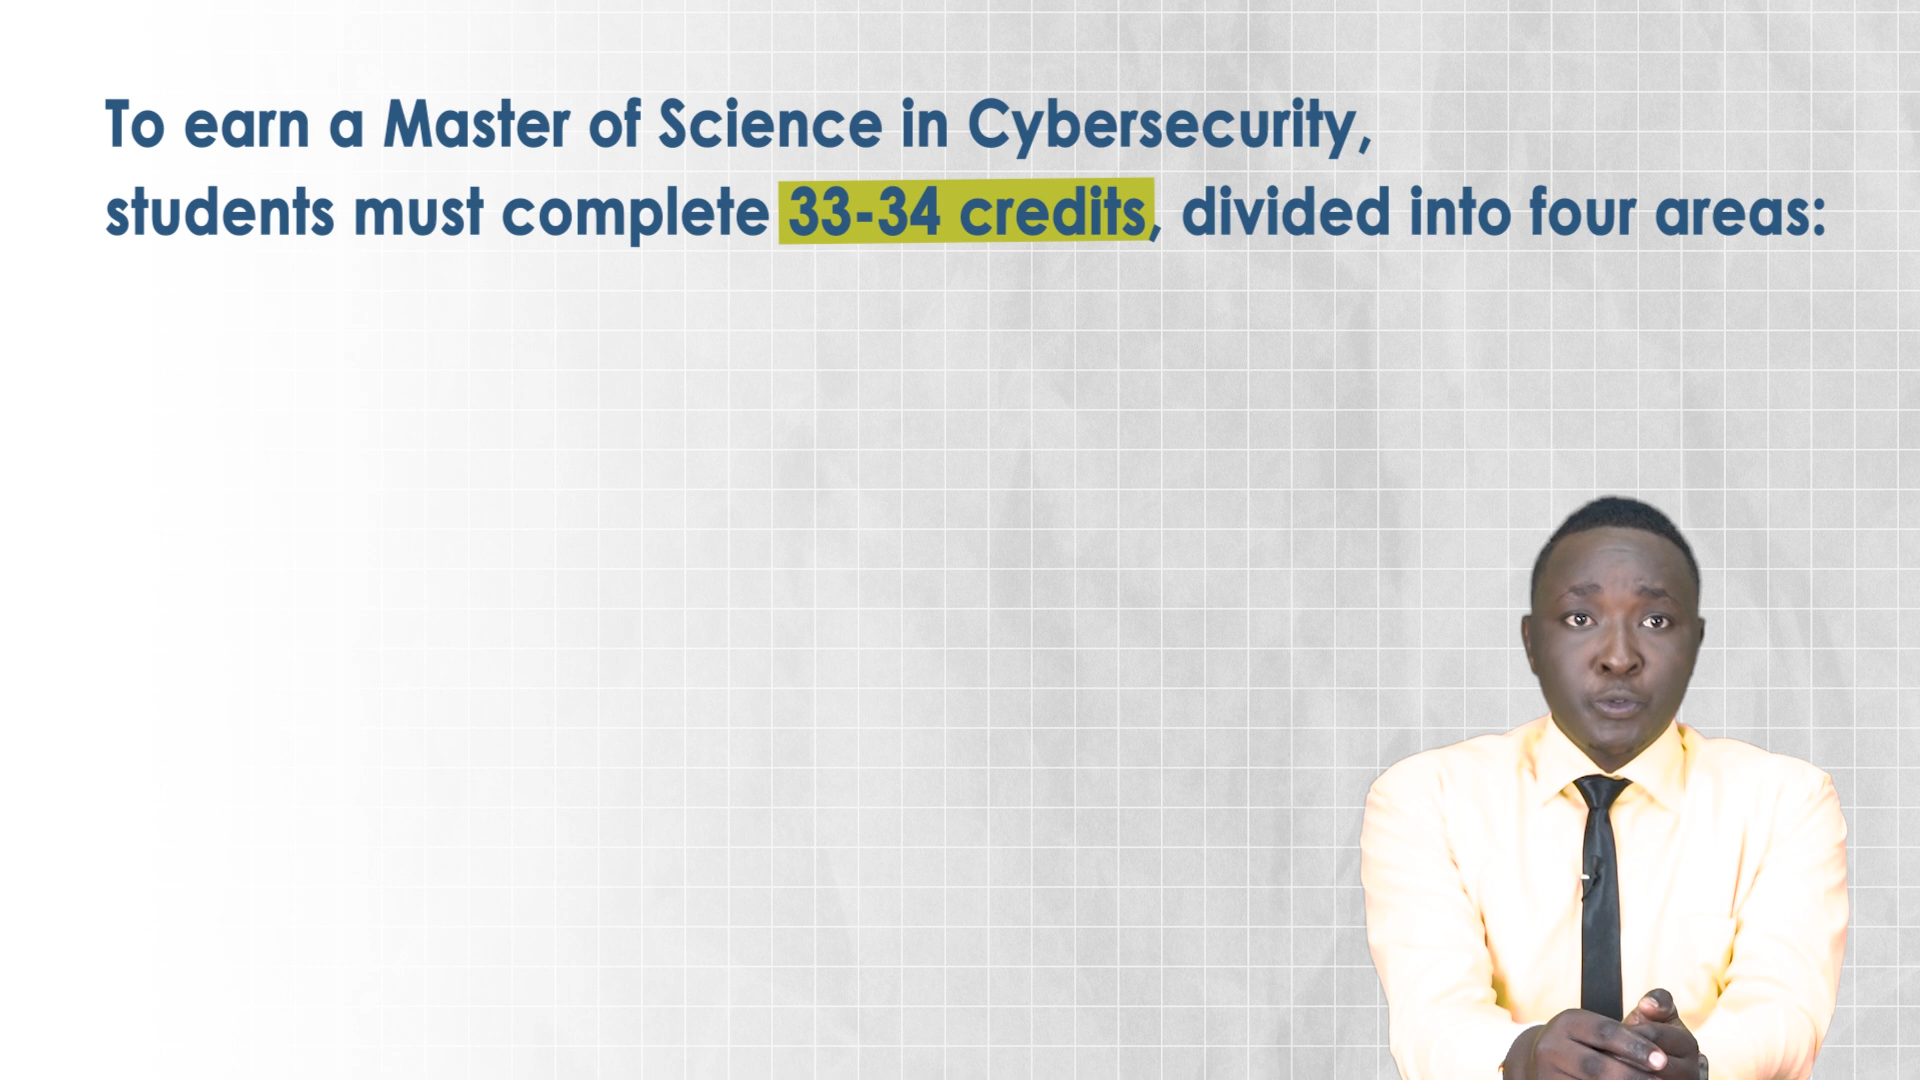 To earn a Master of Science in Cybersecurity,
students must complete 33-34 credits, divided into four areas: